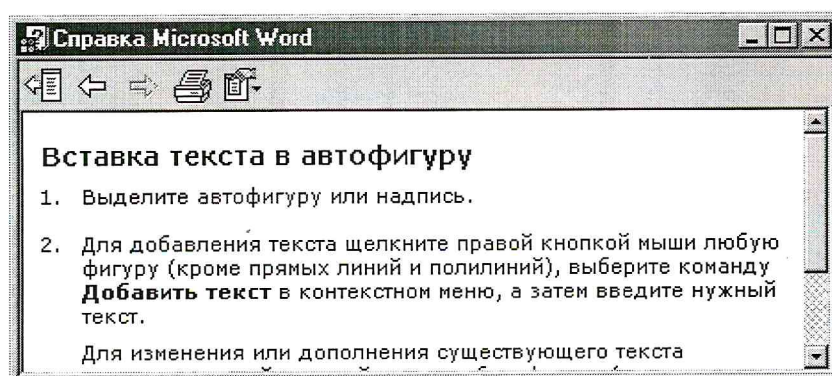 Справка Microsoft Word
Вставка текста в автофигуру
1. Выделите автофигуру или надпись.
2. Для добавления текста щелкните правой кнопкой мыши любую
фигуру (кроме прямых линий и полилиний), выберите команду
Добавить текст в контекстном меню, а затем введите нужный
текст.
Для изменения или дополнения существующего текста